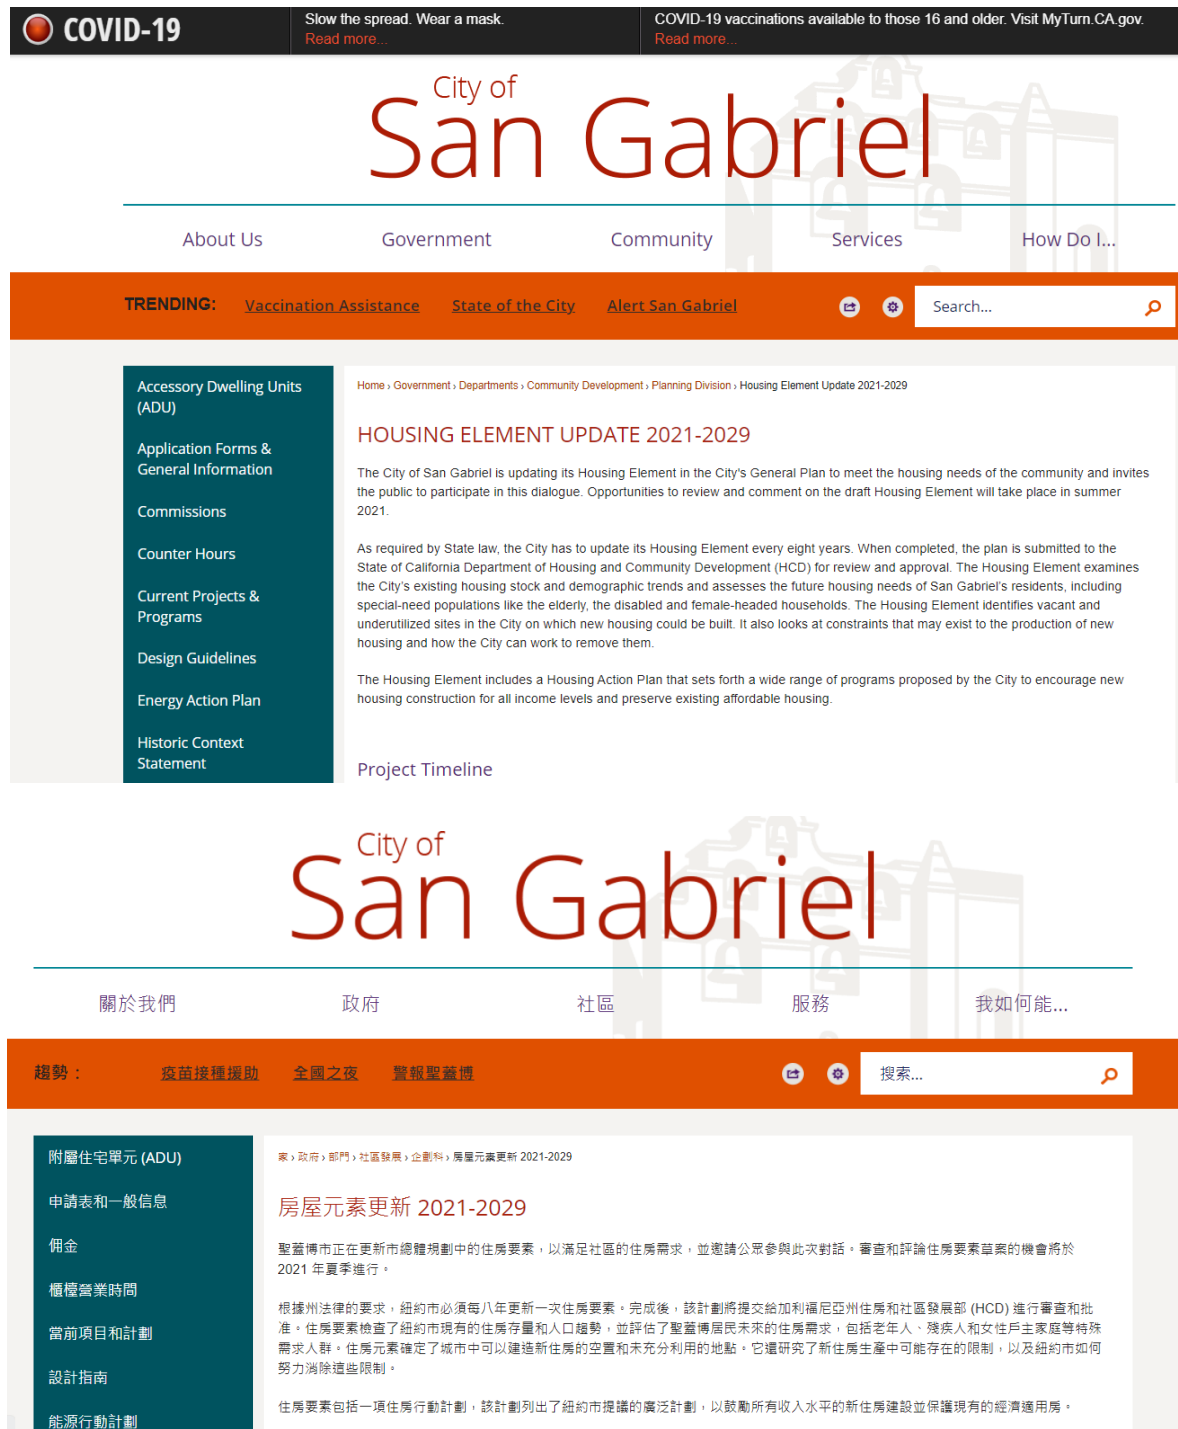 COVID-19
Slow the spread. Wear a mask.
Read more...
COVID-19 vaccinations available to those 16 and older. Visit MyTurn.CA.gov.
Read more...
City of
San Gabriel
About Us Government Community Services How Do I...
TRENDING: Vaccination Assistance State of the City Alert San Gabriel Search...
Accessory Dwelling Units
(ADU)
Application Forms &
General Information
Commissions
Counter Hours
Current Projects &
Programs
Design Guidelines
Energy Action Plan
Historic Context
Statement
Home › Government › Departments › Community Development › Planning Division › Housing Element Update 2021-2029
HOUSING ELEMENT UPDATE 2021-2029
The City of San Gabriel is updating its Housing Element in the City's General Plan to meet the housing needs of the community and invites
the public to participate in this dialogue. Opportunities to review and comment on the draft Housing Element will take place in summer
2021.
As required by State law, the City has to update its Housing Element every eight years. When completed, the plan is submitted to the
State of California Department of Housing and Community Development (HCD) for review and approval. The Housing Element examines
the City's existing housing stock and demographic trends and assesses the future housing needs of San Gabriel's residents, including
special-need populations like the elderly, the disabled and female-headed households. The Housing Element identifies vacant and
underutilized sites in the City on which new housing could be built. It also looks at constraints that may exist to the production of new
housing and how the City can work to remove them.
The Housing Element includes a Housing Action Plan that sets forth a wide range of programs proposed by the City to encourage new
housing construction for all income levels and preserve existing affordable housing.
Project Timeline
City of
San Gabriel
關於我們 政府 社區 服務 我如何能...
趨勢： 疫苗接種援助 全國之夜 警報聖蓋博 搜索...
附屬住宅單元 (ADU)
申請表和一般信息
佣金
櫃檯營業時間
當前項目和計劃
設計指南
能源行動計劃
家 › 政府 › 部門 › 社區發展 › 企劃科 › 房屋元素更新 2021-2029
房屋元素更新 2021-2029
聖蓋博市正在更新市總體規劃中的住房要素，以滿足社區的住房需求，並邀請公眾參與此次對話。審查和評論住房要素草案的機會將於
2021 年夏季進行。
根據州法律的要求，紐約市必須每八年更新一次住房要素。完成後，該計劃將提交給加利福尼亞州住房和社區發展部 (HCD) 進行審查和批
准。住房要素檢查了紐約市現有的住房存量和人口趨勢，並評估了聖蓋博居民未來的住房需求，包括老年人、殘疾人和女性戶主家庭等特殊
需求人群。住房元素確定了城市中可以建造新住房的空置和未充分利用的地點。它還研究了新住房生產中可能存在的限制，以及紐約市如何
努力消除這些限制。
住房要素包括一項住房行動計劃，該計劃列出了紐約市提議的廣泛計劃，以鼓勵所有收入水平的新住房建設並保護現有的經濟適用房。